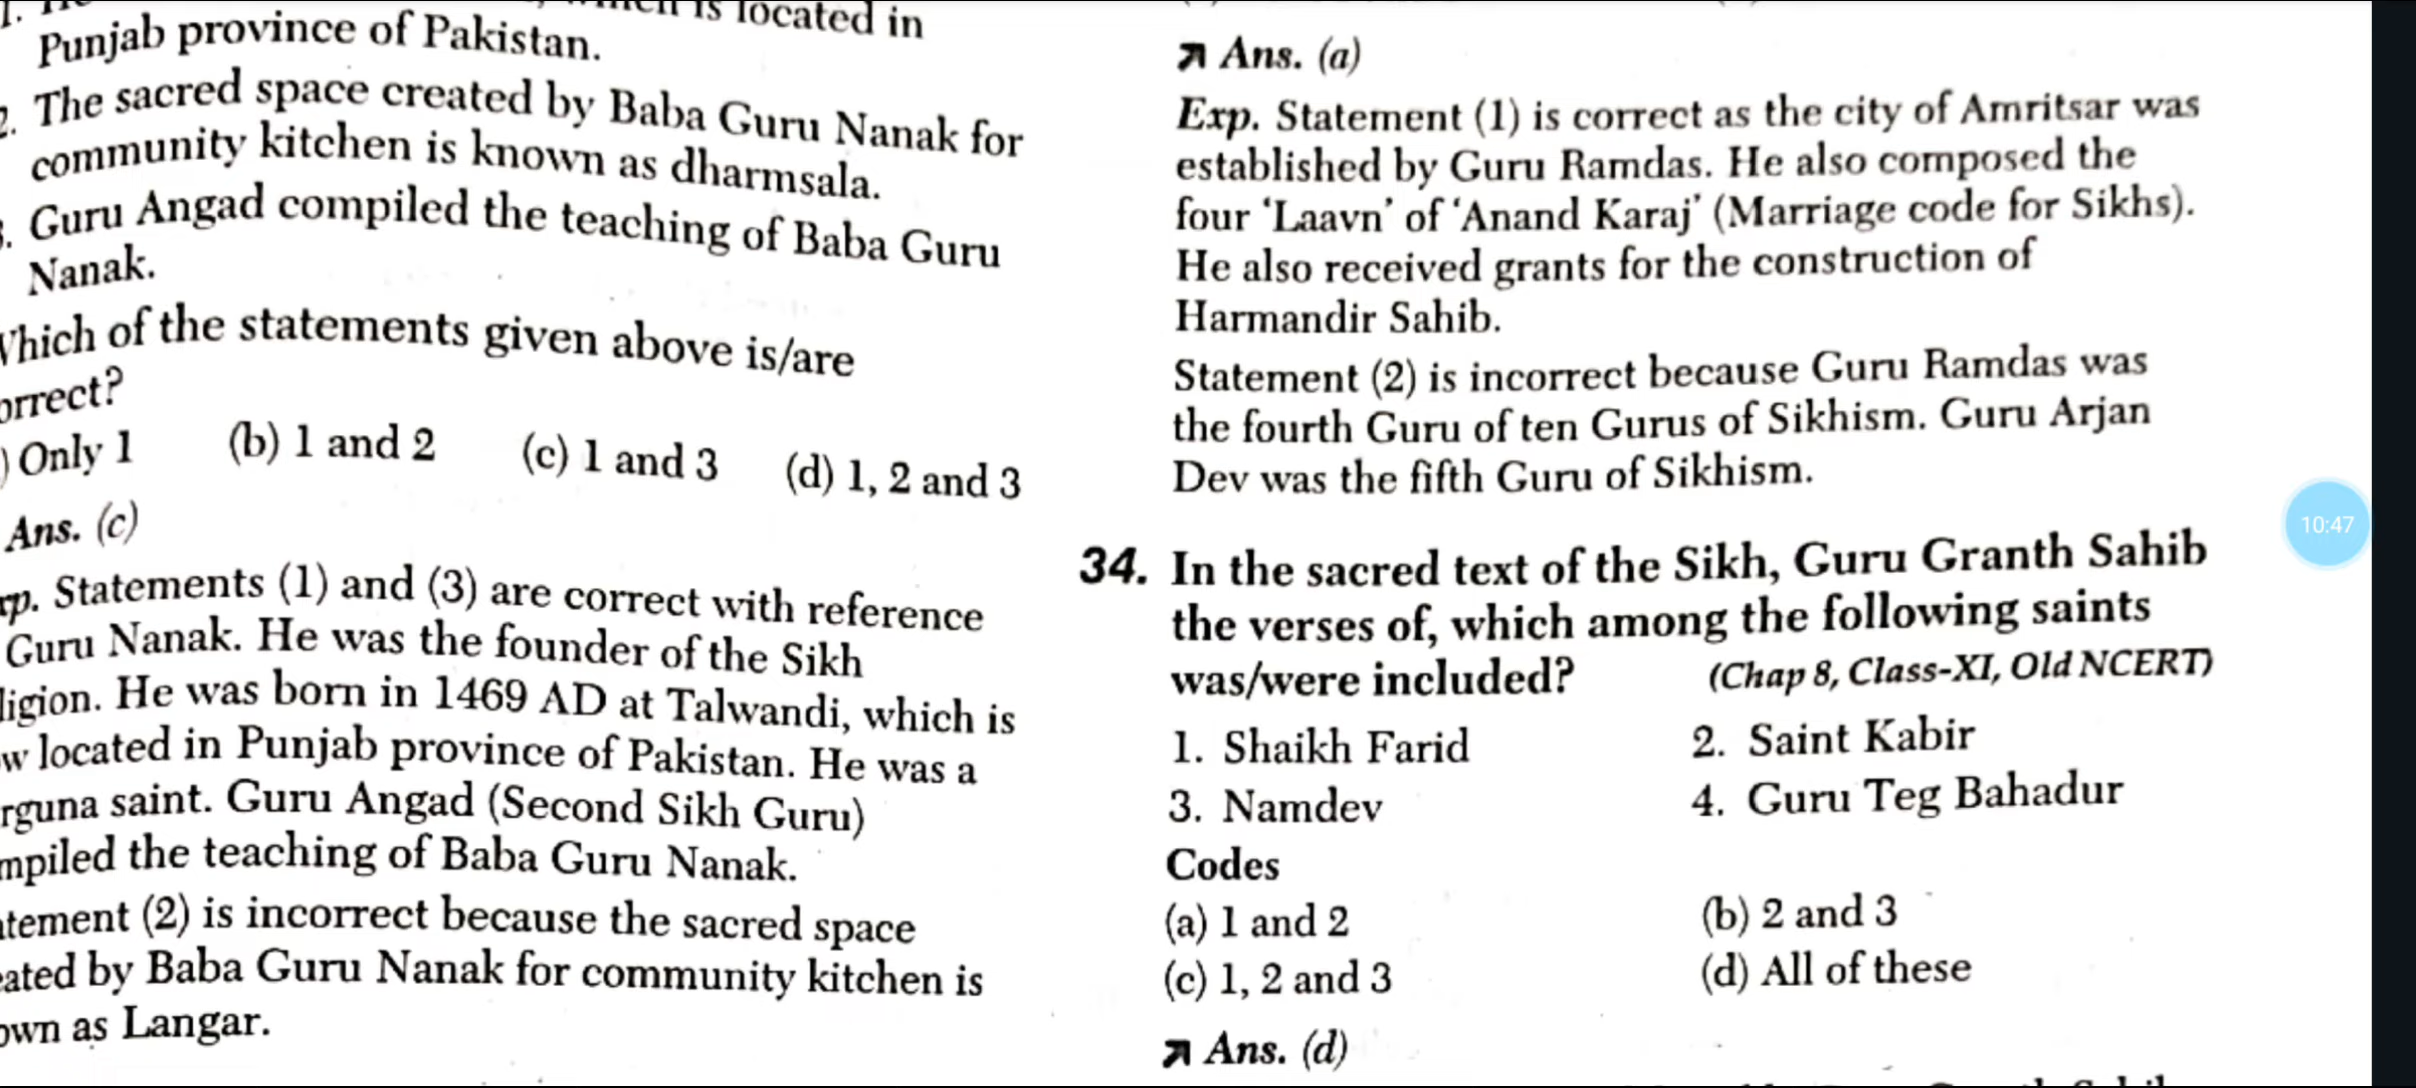 is located in
Punjab province of Pakistan.
The sacred space created by Baba Guru Nanak for
community kitchen is known as dharmsala.
Guru Angad compiled the teaching of Baba Guru
Nanak.
of the statements given above is/are
Only 1 (b) 1 and 2 (c) 1 and 3 (d) 1, 2 and 3
Ans. (c)
Statements (1) and (3) are correct with reference
Guru Nanak. He was the founder of the Sikh
He was born in 1469 AD at Talwandi, which is
located in Punjab province of Pakistan. He was a
saint. Guru Angad (Second Sikh Guru)
the teaching of Baba Guru Nanak.
(2) is incorrect because the sacred space
by Baba Guru Nanak for community kitchen is
as Langar.
Ans. (a)
Exp. Statement (1) is correct as the city of Amritsar was
established by Guru Ramdas. He also composed the
four ‘Laavn’ of ‘Anand Karaj’ (Marriage code for Sikhs).
He also received grants for the construction of
Harmandir Sahib.
Statement (2) is incorrect because Guru Ramdas was
the fourth Guru of ten Gurus of Sikhism. Guru Arjan
Dev was the fifth Guru of Sikhism.
34. In the sacred text of the Sikh, Guru Granth Sahib
the verses of, which among the following saints
was/were included? (Chap 8, Class-XI, Old NCERT)
1. Shaikh Farid 2. Saint Kabir
3. Namdev 4. Guru Teg Bahadur
Codes
(a) 1 and 2 (b) 2 and 3
(c) 1, 2 and 3 (d) All of these
Ans. (d)
10:47